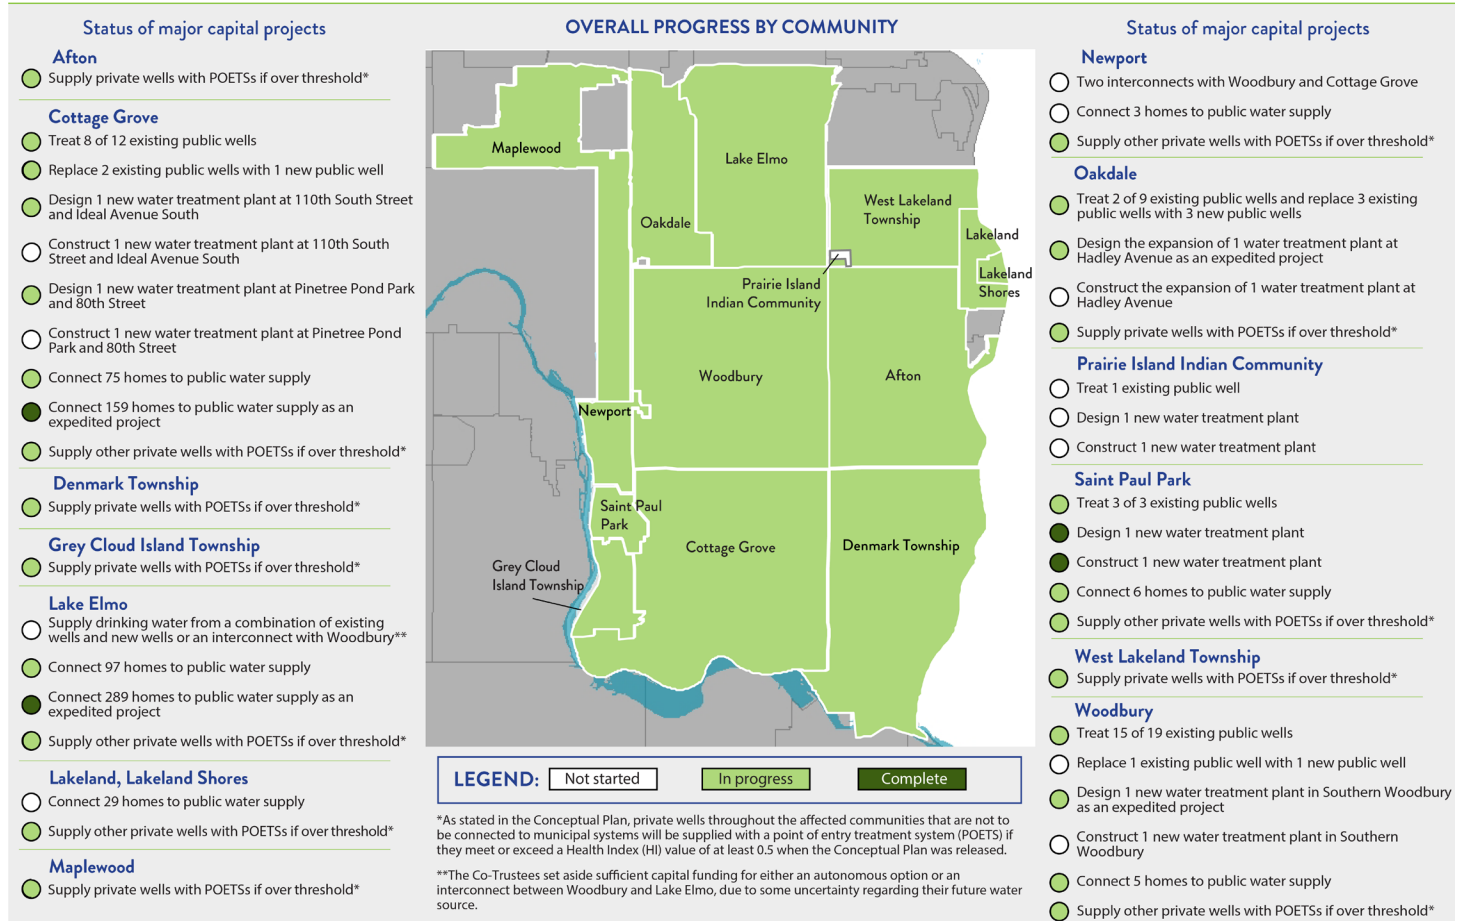 Status of major capital projects
Afton
Supply private wells with POETSs if over threshold*
Cottage Grove
Treat 8 of 12 existing public wells
Replace 2 existing public wells with 1 new public well
Design 1 new water treatment plant at 110th South Street
and Ideal Avenue South
Construct 1 new water treatment plant at 110th South
Street and Ideal Avenue South
Design 1 new water treatment plant at Pinetree Pond Park
and 80th Street
Construct 1 new water treatment plant at Pinetree Pond
Park and 80th Street
Connect 75 homes to public water supply
Connect 159 homes to public water supply as an
expedited project
Supply other private wells with POETSs if over threshold*
Denmark Township
Supply private wells with POETSs if over threshold*
Grey Cloud Island Township
Supply private wells with POETSs if over threshold*
Lake Elmo
Supply drinking water from a combination of existing
wells and new wells or an interconnect with Woodbury**
Connect 97 homes to public water supply
Connect 289 homes to public water supply as an
expedited project
Supply other private wells with POETSs if over threshold*
Lakeland, Lakeland Shores
Connect 29 homes to public water supply
Supply other private wells with POETSs if over threshold*
Maplewood
Supply private wells with POETSs if over threshold*
OVERALL PROGRESS BY COMMUNITY
Maplewood
Lake Elmo
Oakdale
West Lakeland
Township
Lakeland
Lakeland
Shores
Prairie Island
Indian Community
Woodbury
Afton
Newport
Saint Paul
Park
Cottage Grove
Denmark Township
Grey Cloud
Island Township
LEGEND:
Not started
In progress
Complete
*As stated in the Conceptual Plan, private wells throughout the affected communities that are not to
be connected to municipal systems will be supplied with a point of entry treatment system (POETS) if
they meet or exceed a Health Index (HI) value of at least 0.5 when the Conceptual Plan was released.
**The Co-Trustees set aside sufficient capital funding for either an autonomous option or an
interconnect between Woodbury and Lake Elmo, due to some uncertainty regarding their future water
source.
Status of major capital projects
Newport
Two interconnects with Woodbury and Cottage Grove
Connect 3 homes to public water supply
Supply other private wells with POETSs if over threshold*
Oakdale
Treat 2 of 9 existing public wells and replace 3 existing
public wells with 3 new public wells
Design the expansion of 1 water treatment plant at
Hadley Avenue as an expedited project
Construct the expansion of 1 water treatment plant at
Hadley Avenue
Supply private wells with POETSs if over threshold*
Prairie Island Indian Community
Treat 1 existing public well
Design 1 new water treatment plant
Construct 1 new water treatment plant
Saint Paul Park
Treat 3 of 3 existing public wells
Design 1 new water treatment plant
Construct 1 new water treatment plant
Connect 6 homes to public water supply
Supply other private wells with POETSs if over threshold*
West Lakeland Township
Supply private wells with POETSs if over threshold*
Woodbury
Treat 15 of 19 existing public wells
Replace 1 existing public well with 1 new public well
Design 1 new water treatment plant in Southern Woodbury
as an expedited project
Construct 1 new water treatment plant in Southern
Woodbury
Connect 5 homes to public water supply
Supply other private wells with POETSs if over threshold*